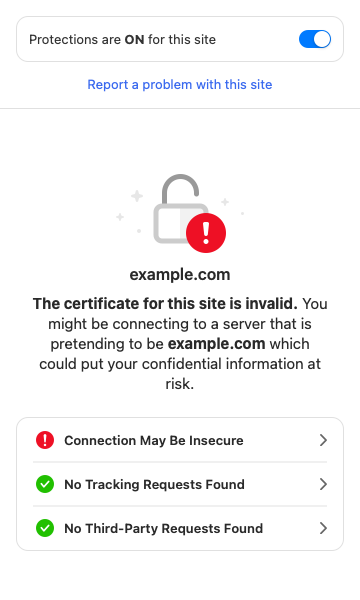 Protections are ON for this site
Report a problem with this site
example.com
The certificate for this site is invalid. You
might be connecting to a server that is
pretending to be example.com which
could put your confidential information at
risk.
Connection May Be Insecure
No Tracking Requests Found
No Third-Party Requests Found